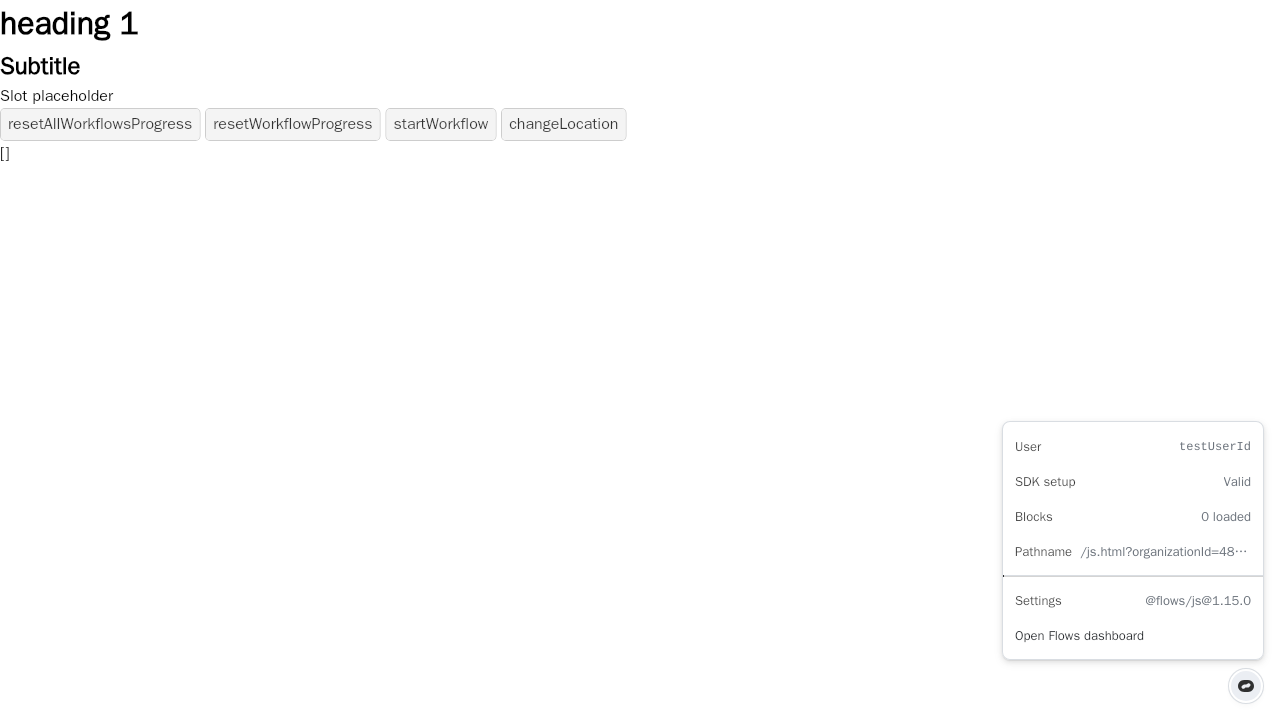 heading 1
Subtitle
Slot placeholder
resetAllWorkflowsProgress resetWorkflowProgress startWorkflow changeLocation
[]
User testUserId
SDK setup Valid
Blocks 0 loaded
Pathname /js.html?organizationId=48⋯
Settings @flows/js@1.15.0
Open Flows dashboard